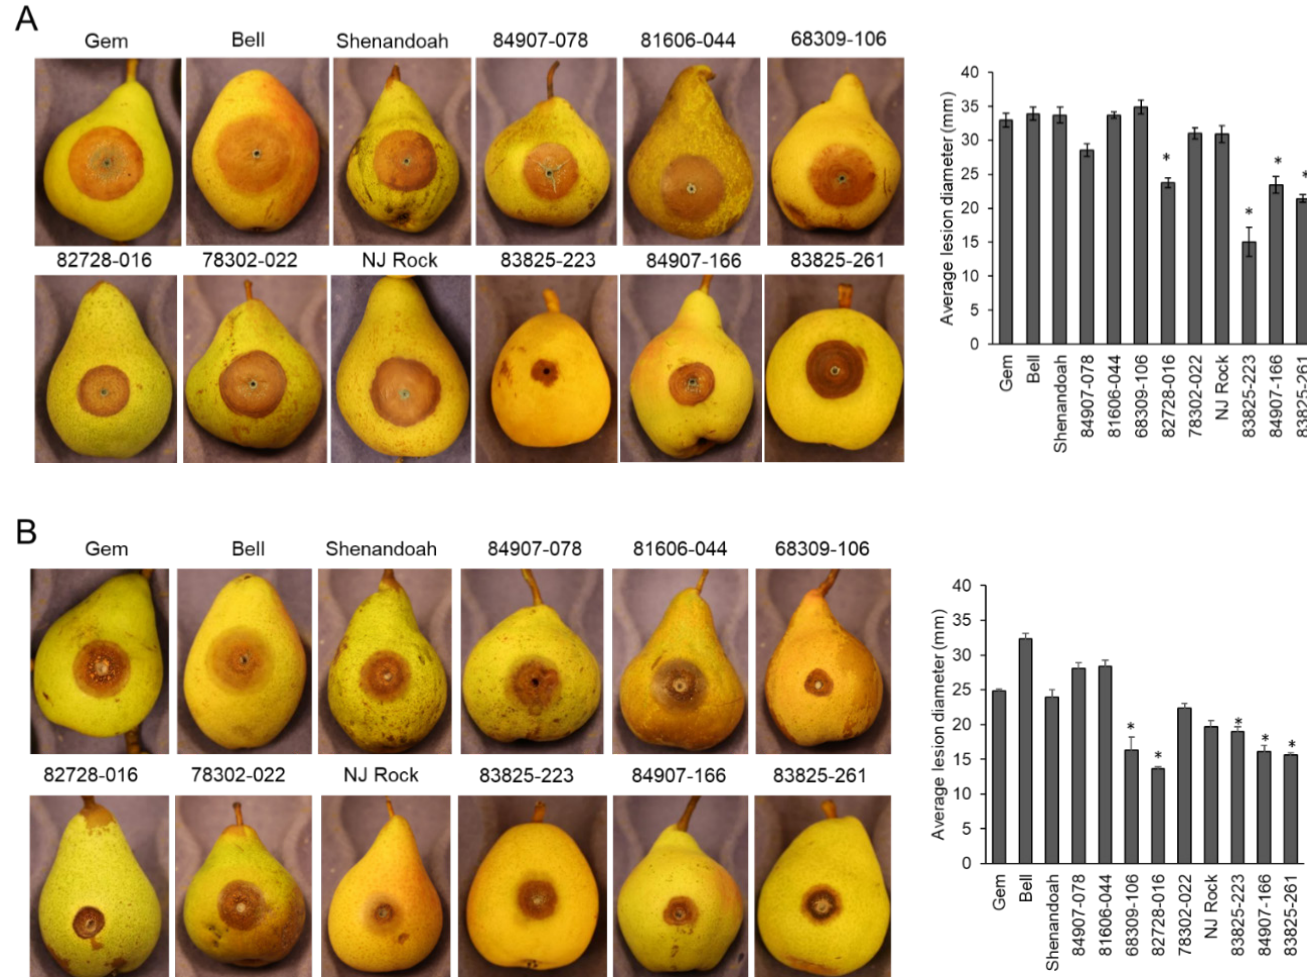 A
Gem Bell Shenandoah 84907-078 81606-044 68309-106
82728-016 78302-022 NJ Rock 83825-223 84907-166 83825-261
Average lesion diameter (mm)
40
35
30
25
20
15
10
5
0
* * * *
Gem Bell Shenandoah 84907-078 81606-044 68309-106 82728-016 78302-022 NJ Rock 83825-223 84907-166 83825-261
B
Gem Bell Shenandoah 84907-078 81606-044 68309-106
82728-016 78302-022 NJ Rock 83825-223 84907-166 83825-261
Average lesion diameter (mm)
40
35
30
25
20
15
10
5
0
* * * * *
Gem Bell Shenandoah 84907-078 81606-044 68309-106 82728-016 78302-022 NJ Rock 83825-223 84907-166 83825-261